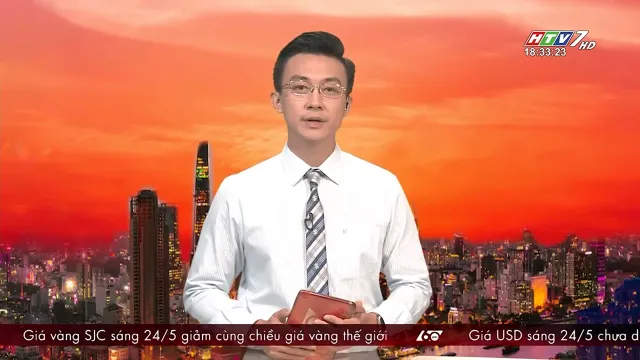 HTV7 HD
18:33:23
Giá vàng SJC sáng 24/5 giảm cùng chiều giá vàng thế giới
Giá USD sáng 24/5 chưa